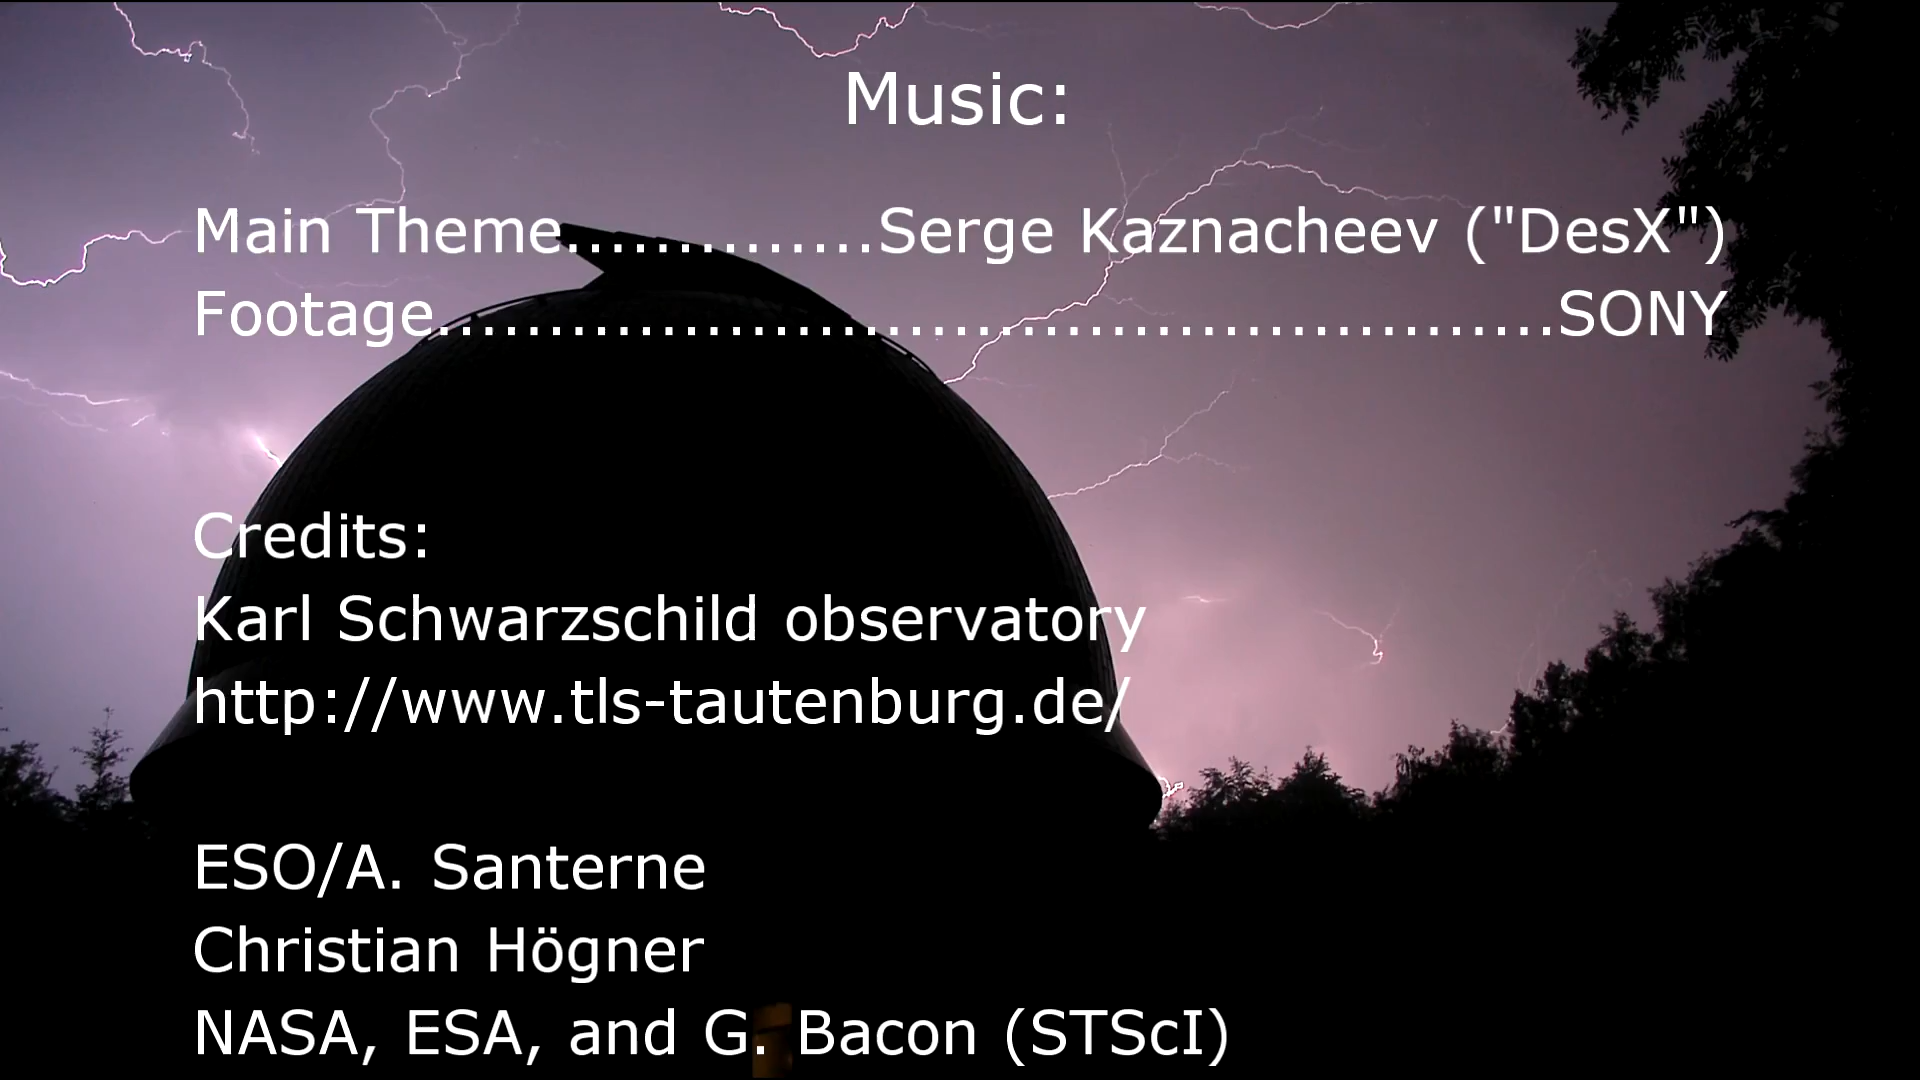 Music:
Main Theme..............Serge Kaznacheev ("DesX")
Footage..................................................SONY
Credits:
Karl Schwarzschild observatory
http://www.tls-tautenburg.de/
ESO/A. Santerne
Christian Högner
NASA, ESA, and G. Bacon (STScI)